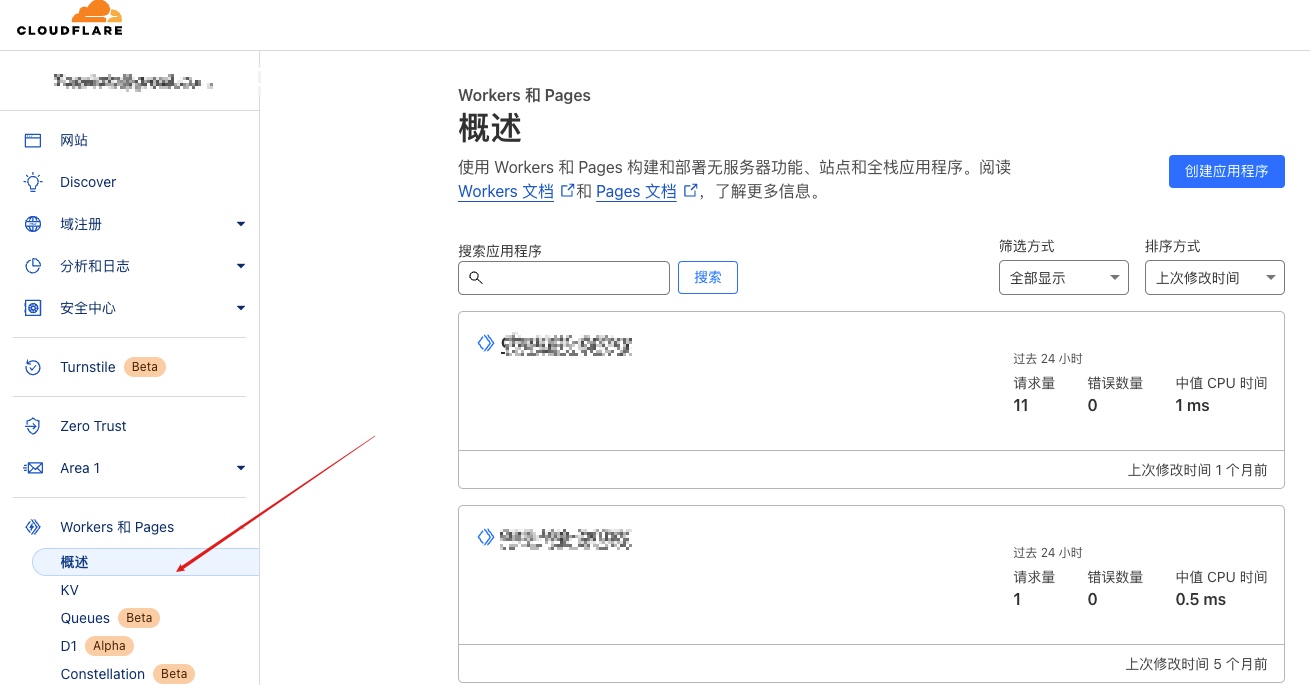 CLOUDFLARE
网站
Discover
域注册
分析和日志
安全中心
Turnstile Beta
Zero Trust
Area 1
Workers 和 Pages
概述
KV
Queues Beta
D1 Alpha
Constellation Beta
Workers 和 Pages
概述
使用 Workers 和 Pages 构建和部署无服务器功能、站点和全栈应用程序。阅读
Workers 文档 和 Pages 文档 ，了解更多信息。
创建应用程序
搜索应用程序
搜索
筛选方式
全部显示
排序方式
上次修改时间
过去 24 小时
请求量 错误数量 中值 CPU 时间
11 0 1 ms
上次修改时间 1 个月前
过去 24 小时
请求量 错误数量 中值 CPU 时间
1 0 0.5 ms
上次修改时间 5 个月前